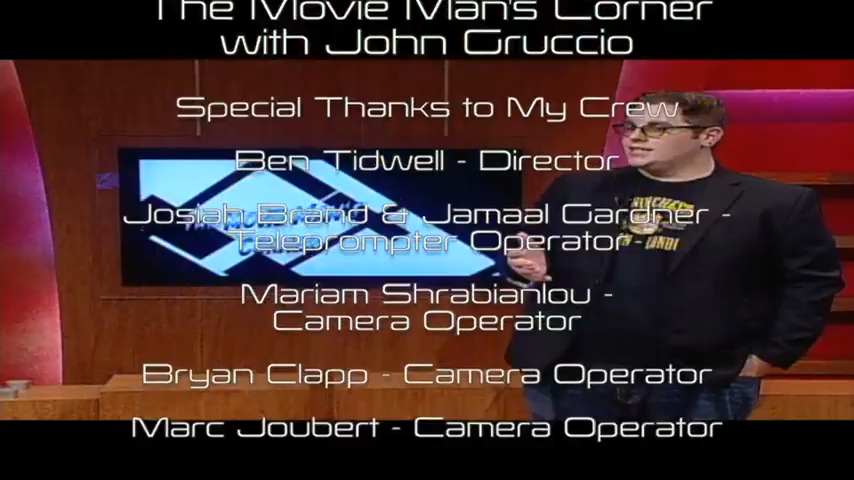 The Movie Man's Corner
with John Gruccio
Special Thanks to My Crew
Ben Tidwell - Director
Josiah Brand & Jamaal Gardner -
Teleprompter Operator
Mariam Shrabianlou -
Camera Operator
Bryan Clapp - Camera Operator
Marc Joubert - Camera Operator